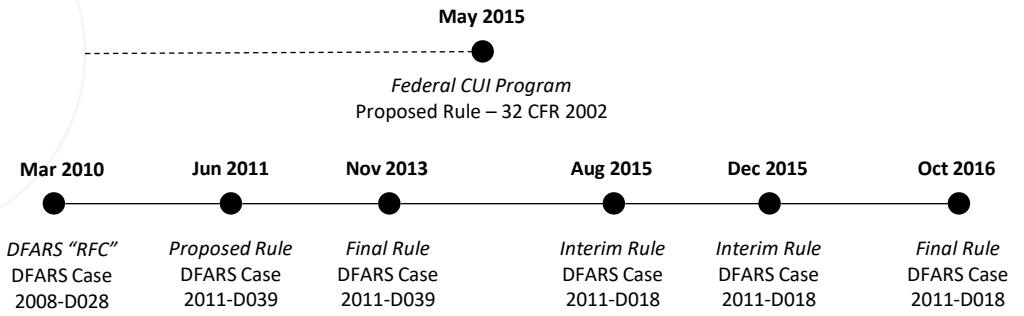 May 2015
Federal CUI Program
Proposed Rule – 32 CFR 2002
Mar 2010
Jun 2011
Nov 2013
Aug 2015
Dec 2015
Oct 2016
DFARS “RFC”
DFARS Case
2008-D028
Proposed Rule
DFARS Case
2011-D039
Final Rule
DFARS Case
2011-D039
Interim Rule
DFARS Case
2011-D018
Interim Rule
DFARS Case
2011-D018
Final Rule
DFARS Case
2011-D018